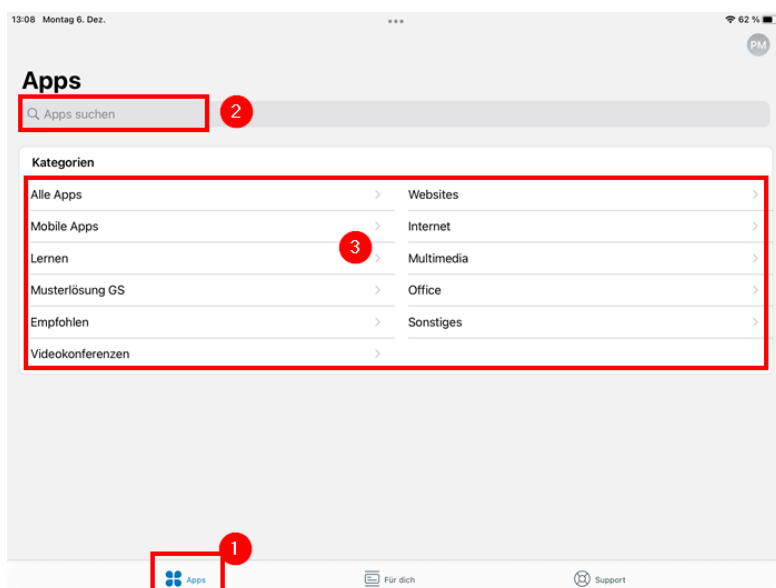 13:08 Montag 6. Dez.
62 %
PM
Apps
Apps suchen
2
Kategorien
Alle Apps
Websites
Mobile Apps
Internet
3
Lernen
Multimedia
Musterlösung GS
Office
Empfohlen
Sonstiges
Videokonferenzen
1
Apps
Für dich
Support